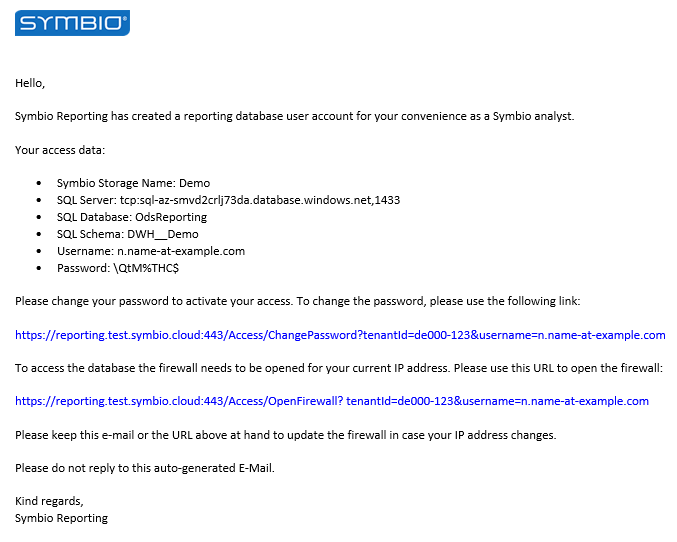 SYMBIO®
Hello,
Symbio Reporting has created a reporting database user account for your convenience as a Symbio analyst.
Your access data:
• Symbio Storage Name: Demo
• SQL Server: tcp:sql-az-smvd2crlj73da.database.windows.net,1433
• SQL Database: OdsReporting
• SQL Schema: DWH__Demo
• Username: n.name-at-example.com
• Password: \QtM%THC$
Please change your password to activate your access. To change the password, please use the following link:
https://reporting.test.symbio.cloud:443/Access/ChangePassword?tenantId=de000-123&username=n.name-at-example.com
To access the database the firewall needs to be opened for your current IP address. Please use this URL to open the firewall:
https://reporting.test.symbio.cloud:443/Access/OpenFirewall? tenantId=de000-123&username=n.name-at-example.com
Please keep this e-mail or the URL above at hand to update the firewall in case your IP address changes.
Please do not reply to this auto-generated E-Mail.
Kind regards,
Symbio Reporting